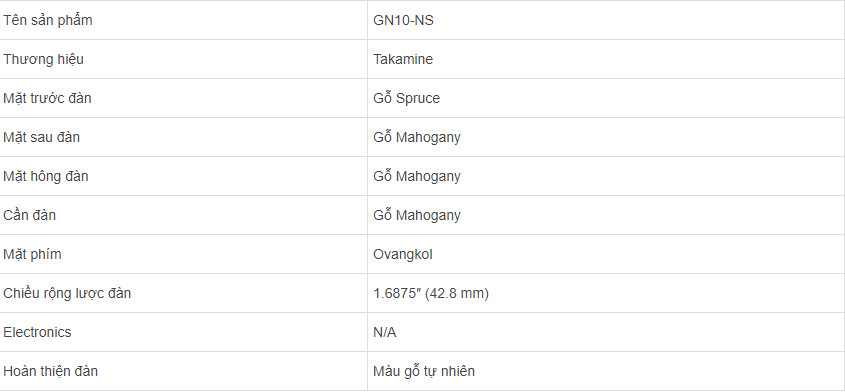 Tên sản phẩm GN10-NS
Thương hiệu Takamine
Mặt trước đàn Gỗ Spruce
Mặt sau đàn Gỗ Mahogany
Mặt hông đàn Gỗ Mahogany
Cần đàn Gỗ Mahogany
Mặt phím Ovangkol
Chiều rộng lược đàn 1.6875″ (42.8 mm)
Electronics N/A
Hoàn thiện đàn Màu gỗ tự nhiên